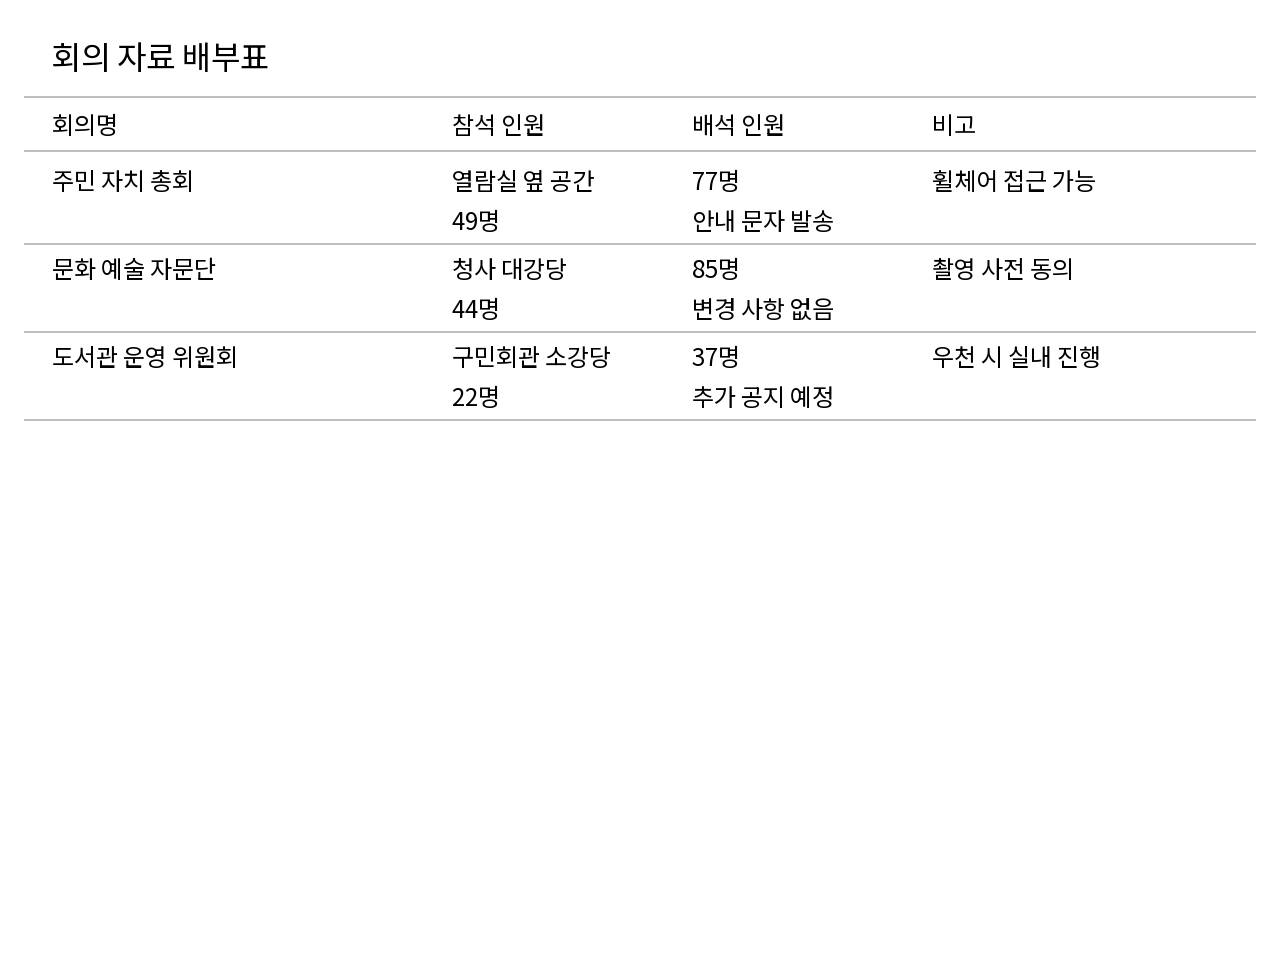 회의 자료 배부표
회의명 참석 인원 배석 인원 비고
주민 자치 총회 열람실 옆 공간 77명 휠체어 접근 가능
49명 안내 문자 발송
문화 예술 자문단 청사 대강당 85명 촬영 사전 동의
44명 변경 사항 없음
도서관 운영 위원회 구민회관 소강당 37명 우천 시 실내 진행
22명 추가 공지 예정